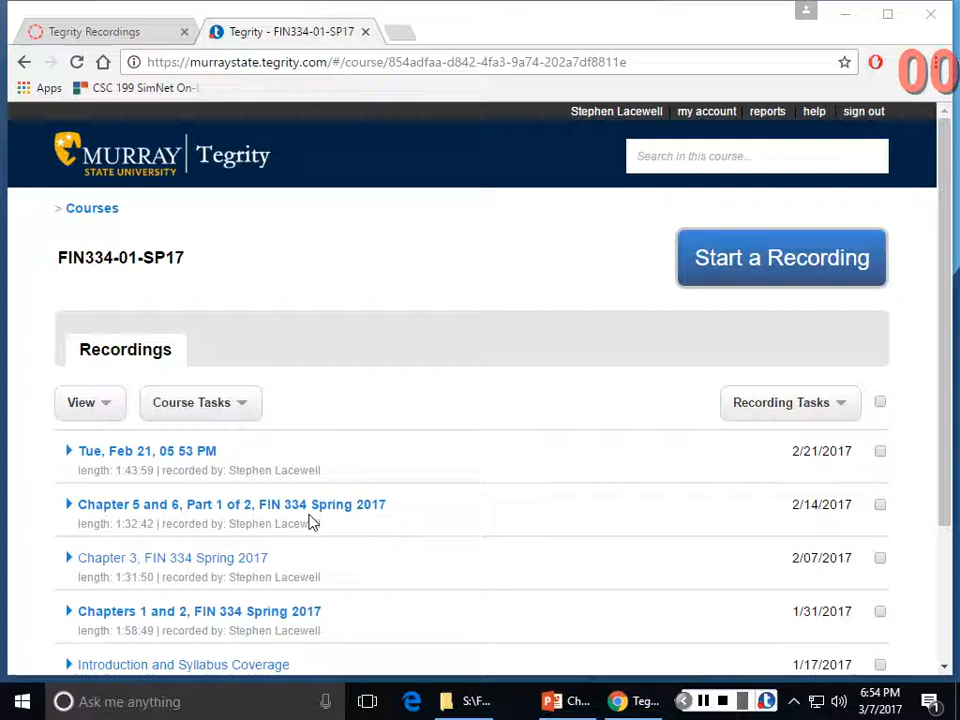 Tegrity Recordings
Tegrity - FIN334-01-SP17
https://murraystate.tegrity.com/#/course/854adfaa-d842-4fa3-9a74-202a7df8811e
00
Apps
CSC 199 SimNet On-L
Stephen Lacewell my account reports help sign out
MURRAY
STATE UNIVERSITY
Tegrity
Search in this course...
> Courses
FIN334-01-SP17
Start a Recording
Recordings
View
Course Tasks
Recording Tasks
Tue, Feb 21, 05 53 PM 2/21/2017
length: 1:43:59 | recorded by: Stephen Lacewell
Chapter 5 and 6, Part 1 of 2, FIN 334 Spring 2017 2/14/2017
length: 1:32:42 | recorded by: Stephen Lacewell
Chapter 3, FIN 334 Spring 2017 2/07/2017
length: 1:31:50 | recorded by: Stephen Lacewell
Chapters 1 and 2, FIN 334 Spring 2017 1/31/2017
length: 1:58:49 | recorded by: Stephen Lacewell
Introduction and Syllabus Coverage 1/17/2017
Ask me anything
S:\F...
Ch...
Teg...
6:54 PM
3/7/2017
1